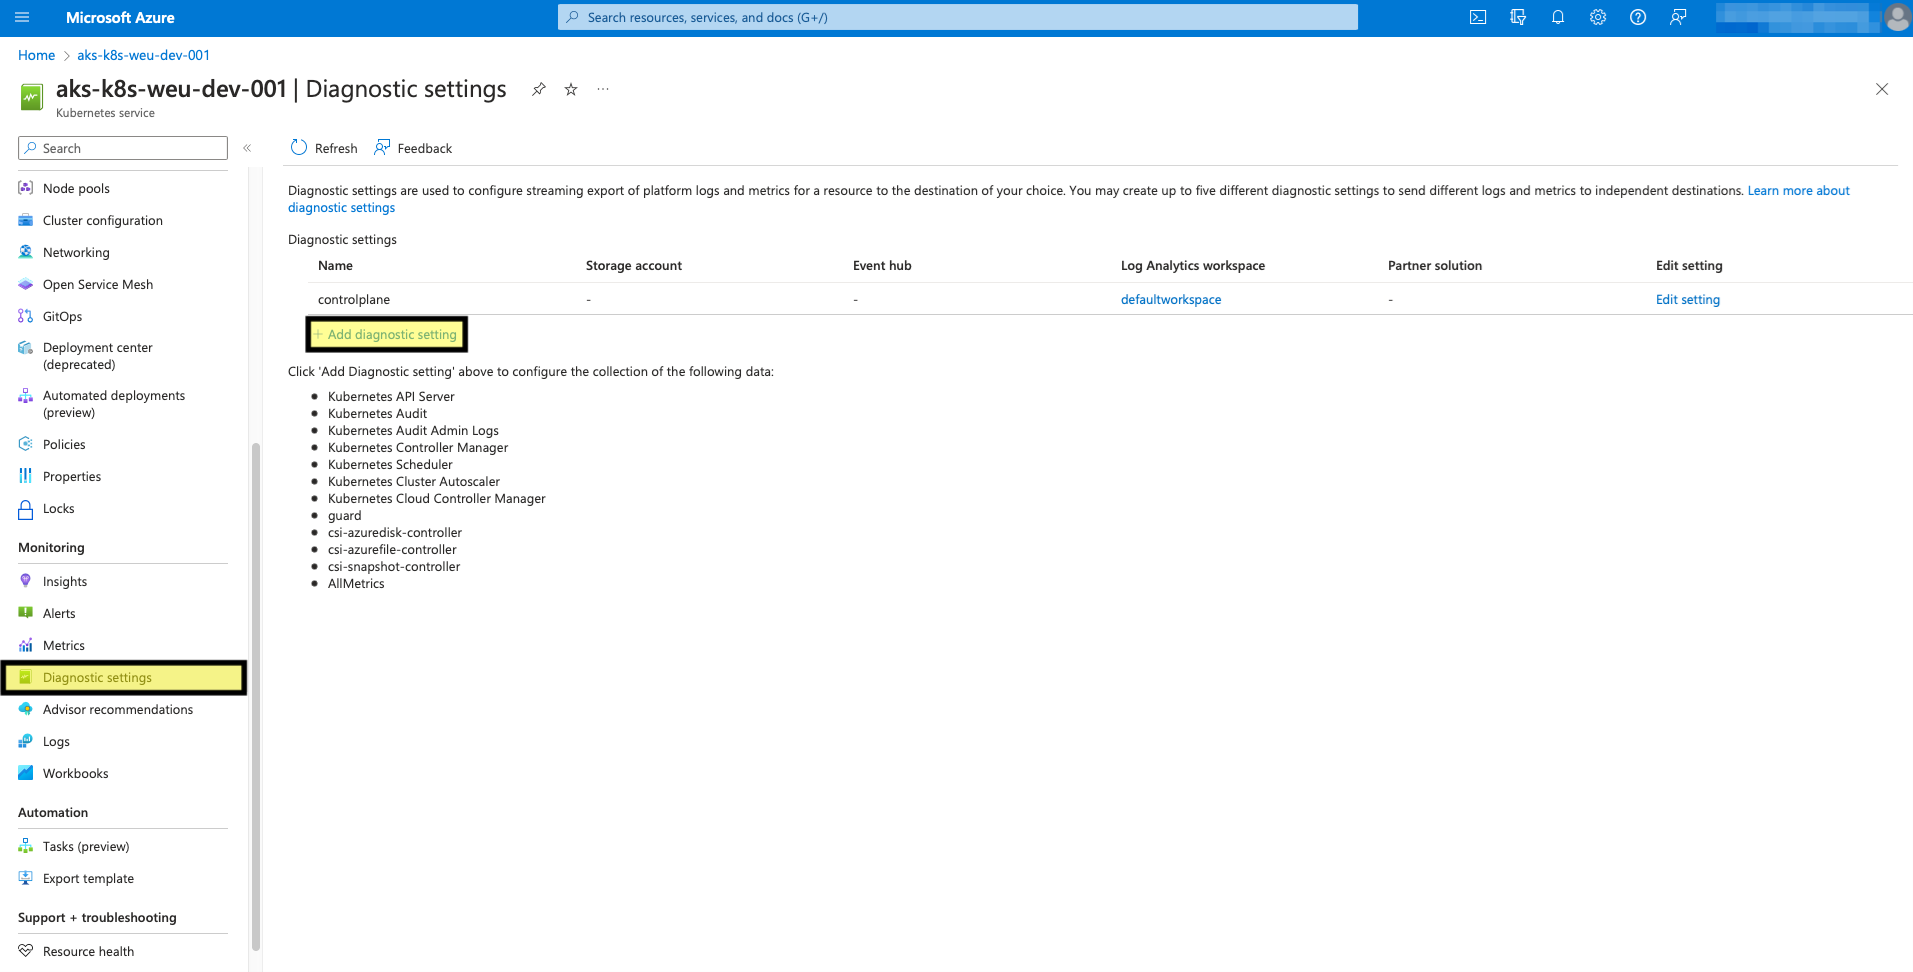 Microsoft Azure
Search resources, services, and docs (G+/)
Home > aks-k8s-weu-dev-001
aks-k8s-weu-dev-001 | Diagnostic settings
Kubernetes service
Search
«
Refresh
Feedback
Node pools
Cluster configuration
Networking
Open Service Mesh
GitOps
Deployment center
(deprecated)
Automated deployments
(preview)
Policies
Properties
Locks
Monitoring
Insights
Alerts
Metrics
Diagnostic settings
Advisor recommendations
Logs
Workbooks
Automation
Tasks (preview)
Export template
Support + troubleshooting
Resource health
Diagnostic settings are used to configure streaming export of platform logs and metrics for a resource to the destination of your choice. You may create up to five different diagnostic settings to send different logs and metrics to independent destinations. Learn more about
diagnostic settings
Diagnostic settings
Name Storage account Event hub Log Analytics workspace Partner solution Edit setting
controlplane - - defaultworkspace - Edit setting
+ Add diagnostic setting
Click 'Add Diagnostic setting' above to configure the collection of the following data:
• Kubernetes API Server
• Kubernetes Audit
• Kubernetes Audit Admin Logs
• Kubernetes Controller Manager
• Kubernetes Scheduler
• Kubernetes Cluster Autoscaler
• Kubernetes Cloud Controller Manager
• guard
• csi-azuredisk-controller
• csi-azurefile-controller
• csi-snapshot-controller
• AllMetrics